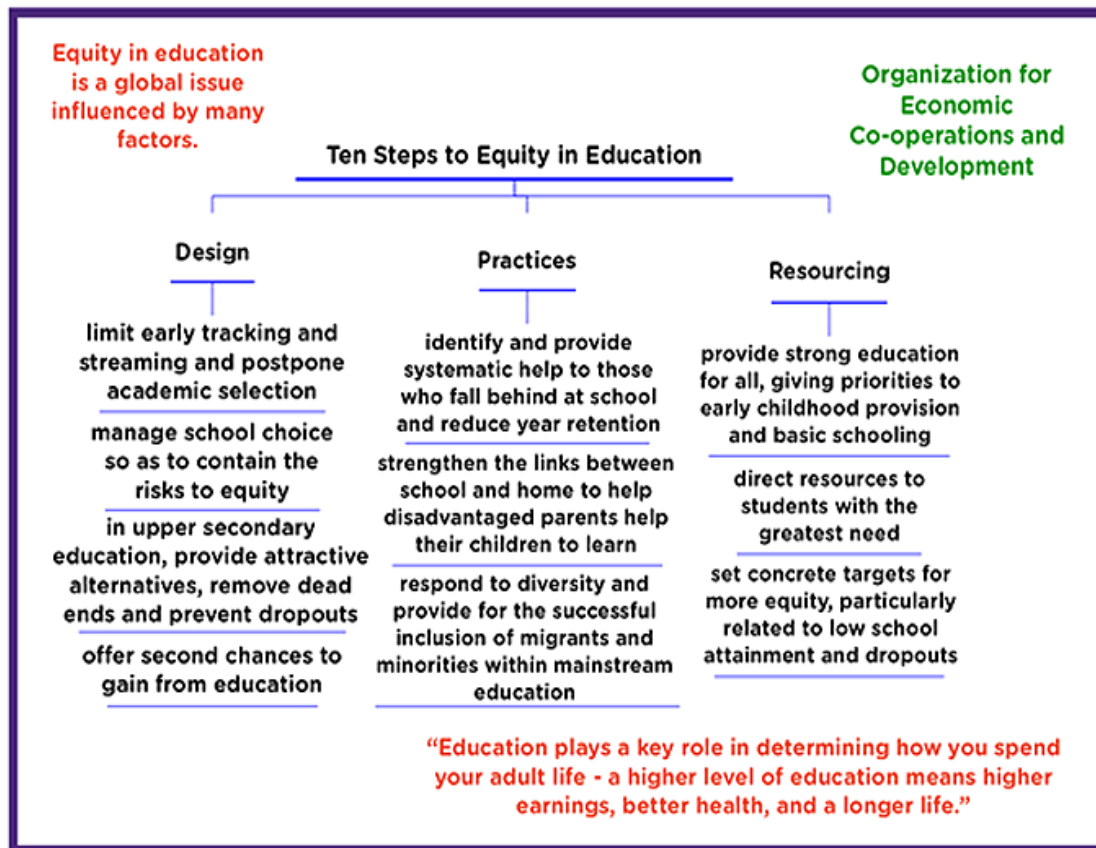 Equity in education
is a global issue
influenced by many
factors.
Organization for
Economic
Co-operations and
Development
Ten Steps to Equity in Education
Design
limit early tracking and
streaming and postpone
academic selection
manage school choice
so as to contain the
risks to equity
in upper secondary
education, provide attractive
alternatives, remove dead
ends and prevent dropouts
offer second chances to
gain from education
Practices
identify and provide
systematic help to those
who fall behind at school
and reduce year retention
strengthen the links between
school and home to help
disadvantaged parents help
their children to learn
respond to diversity and
provide for the successful
inclusion of migrants and
minorities within mainstream
education
Resourcing
provide strong education
for all, giving priorities to
early childhood provision
and basic schooling
direct resources to
students with the
greatest need
set concrete targets for
more equity, particularly
related to low school
attainment and dropouts
“Education plays a key role in determining how you spend
your adult life - a higher level of education means higher
earnings, better health, and a longer life.”